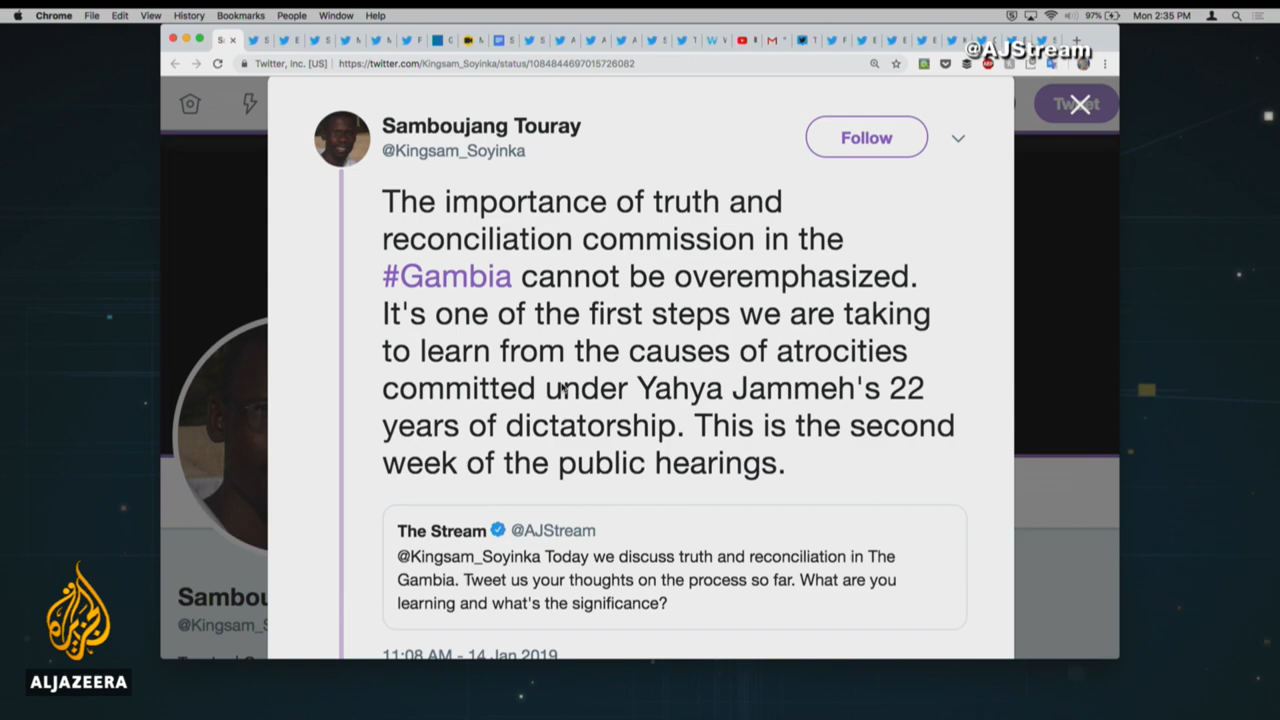 Chrome File Edit View History Bookmarks People Window Help
97% Mon 2:35 PM
@AJStream
Twitter, Inc. [US] https://twitter.com/Kingsam_Soyinka/status/1084844697015726082
Tweet
Samboujang Touray
@Kingsam_Soyinka
Follow
The importance of truth and
reconciliation commission in the
#Gambia cannot be overemphasized.
It's one of the first steps we are taking
to learn from the causes of atrocities
committed under Yahya Jammeh's 22
years of dictatorship. This is the second
week of the public hearings.
The Stream @AJStream
@Kingsam_Soyinka Today we discuss truth and reconciliation in The
Gambia. Tweet us your thoughts on the process so far. What are you
learning and what's the significance?
11:08 AM - 14 Jan 2019
Sambou
@Kingsam_S
الجزيرة
ALJAZEERA